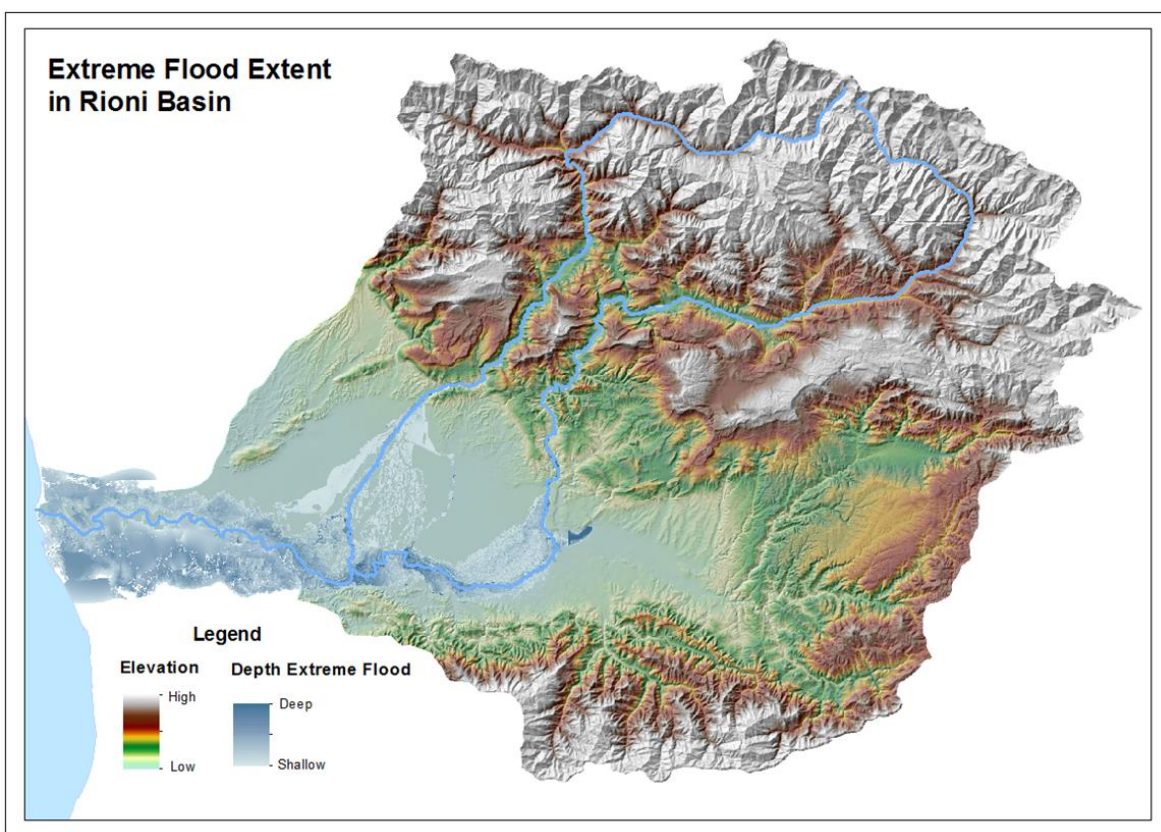 Extreme Flood Extent
in Rioni Basin
Legend
Elevation
High
Low
Depth Extreme Flood
Deep
Shallow